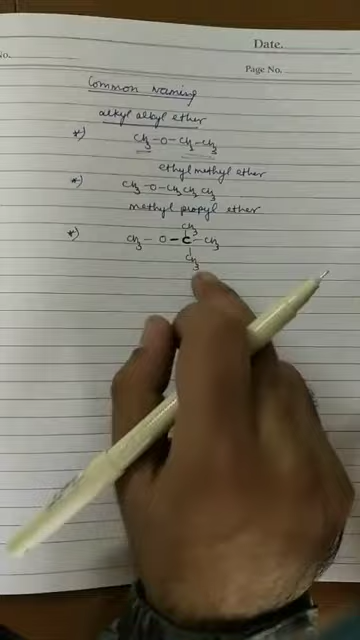 Date.
No.
Page No.
Common Naming
alkyl alkyl ether
*) CH3-O-CH2-CH3
ethyl methyl ether
*) CH3-O-CH2CH2CH3
methyl propyl ether
CH3
*) CH3-O-C-CH3
CH3